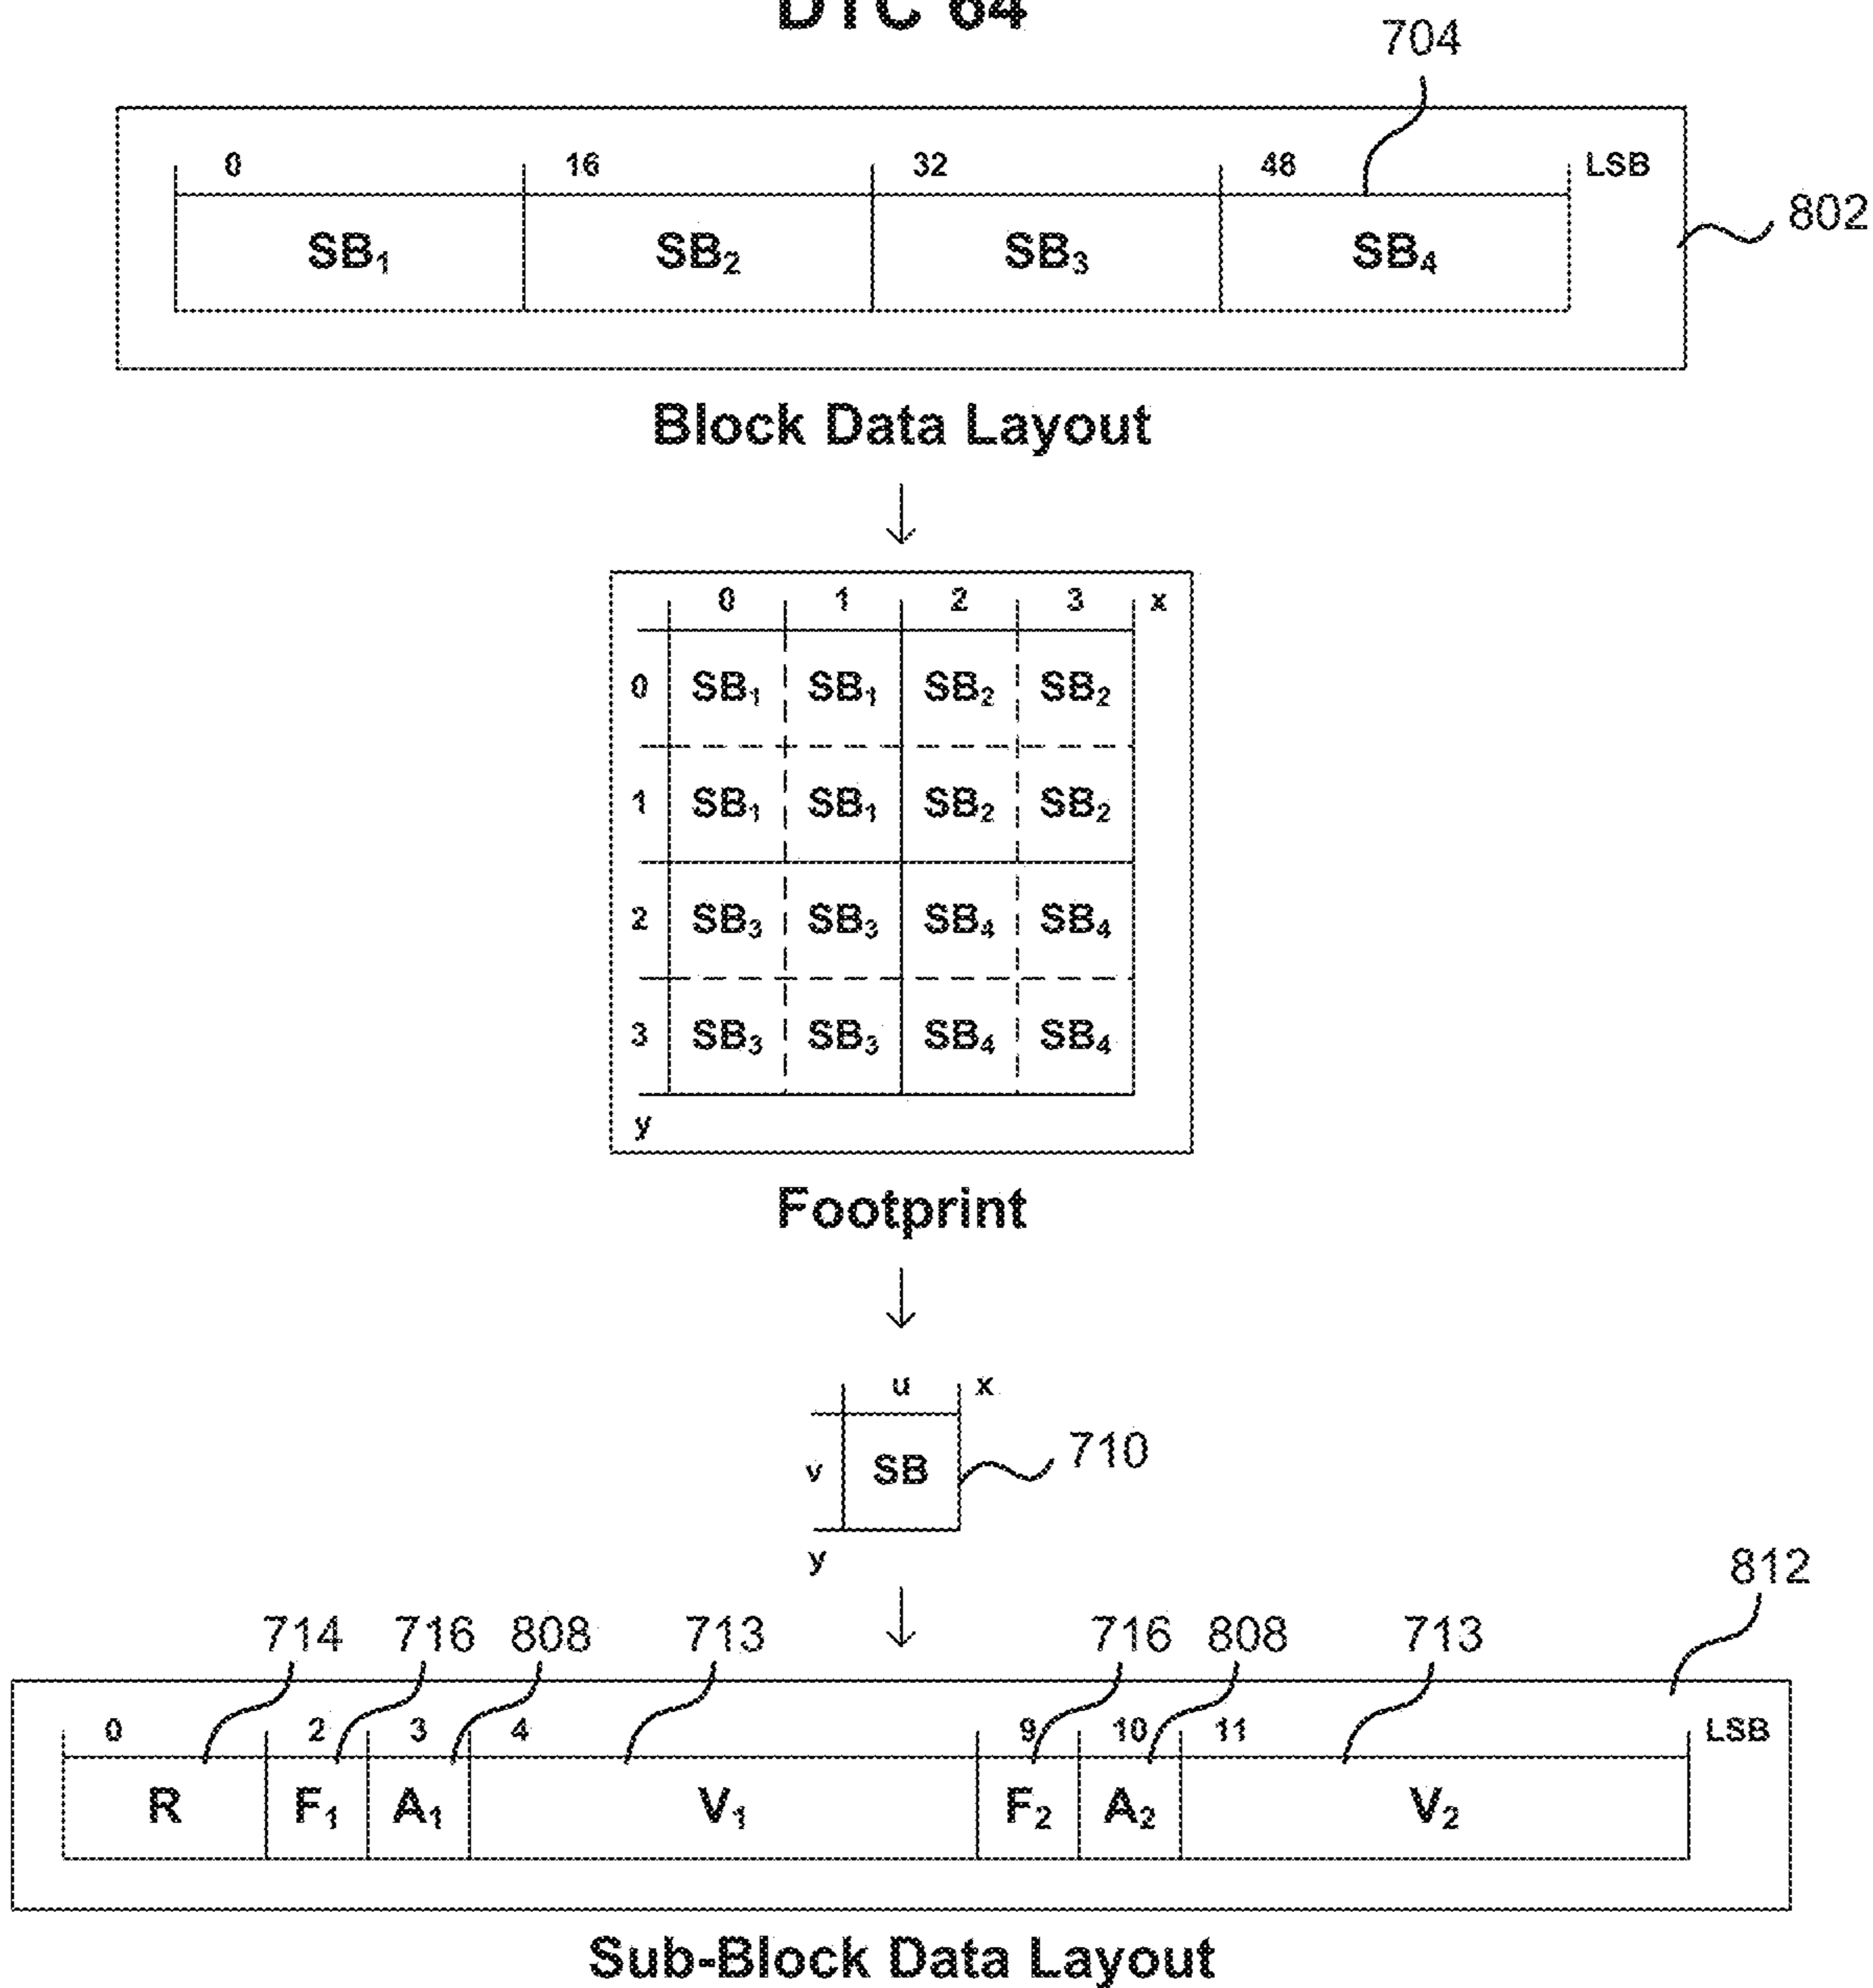 DTC 64
704
0 16 32 48 LSB
802
SB₁ SB₂ SB₃ SB₄
Block Data Layout
0 1 2 3 x
0 SB₁ SB₁ SB₂ SB₂
1 SB₁ SB₁ SB₂ SB₂
2 SB₃ SB₃ SB₄ SB₄
3 SB₃ SB₃ SB₄ SB₄
y
Footprint
u x
v SB 710
y
812
714 716 808 713 716 808 713
0 2 3 4 9 10 11 LSB
R F₁ A₁ V₁ F₂ A₂ V₂
Sub-Block Data Layout